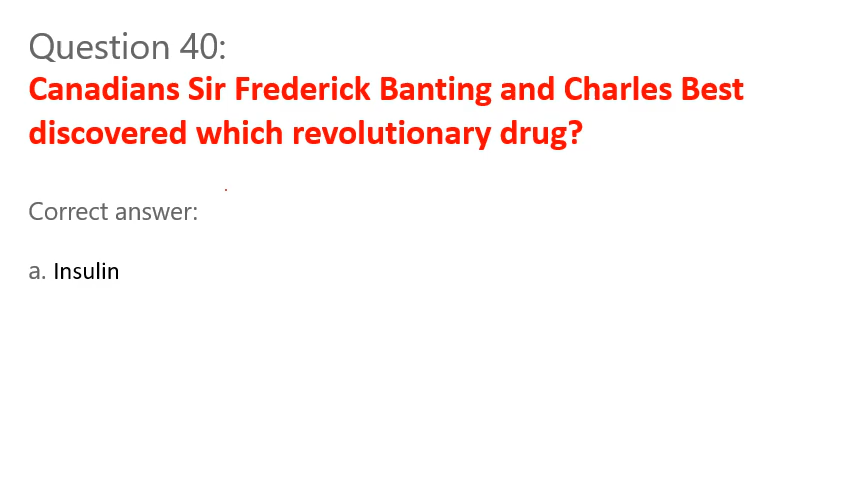 Question 40:
Canadians Sir Frederick Banting and Charles Best
discovered which revolutionary drug?
Correct answer:
a. Insulin